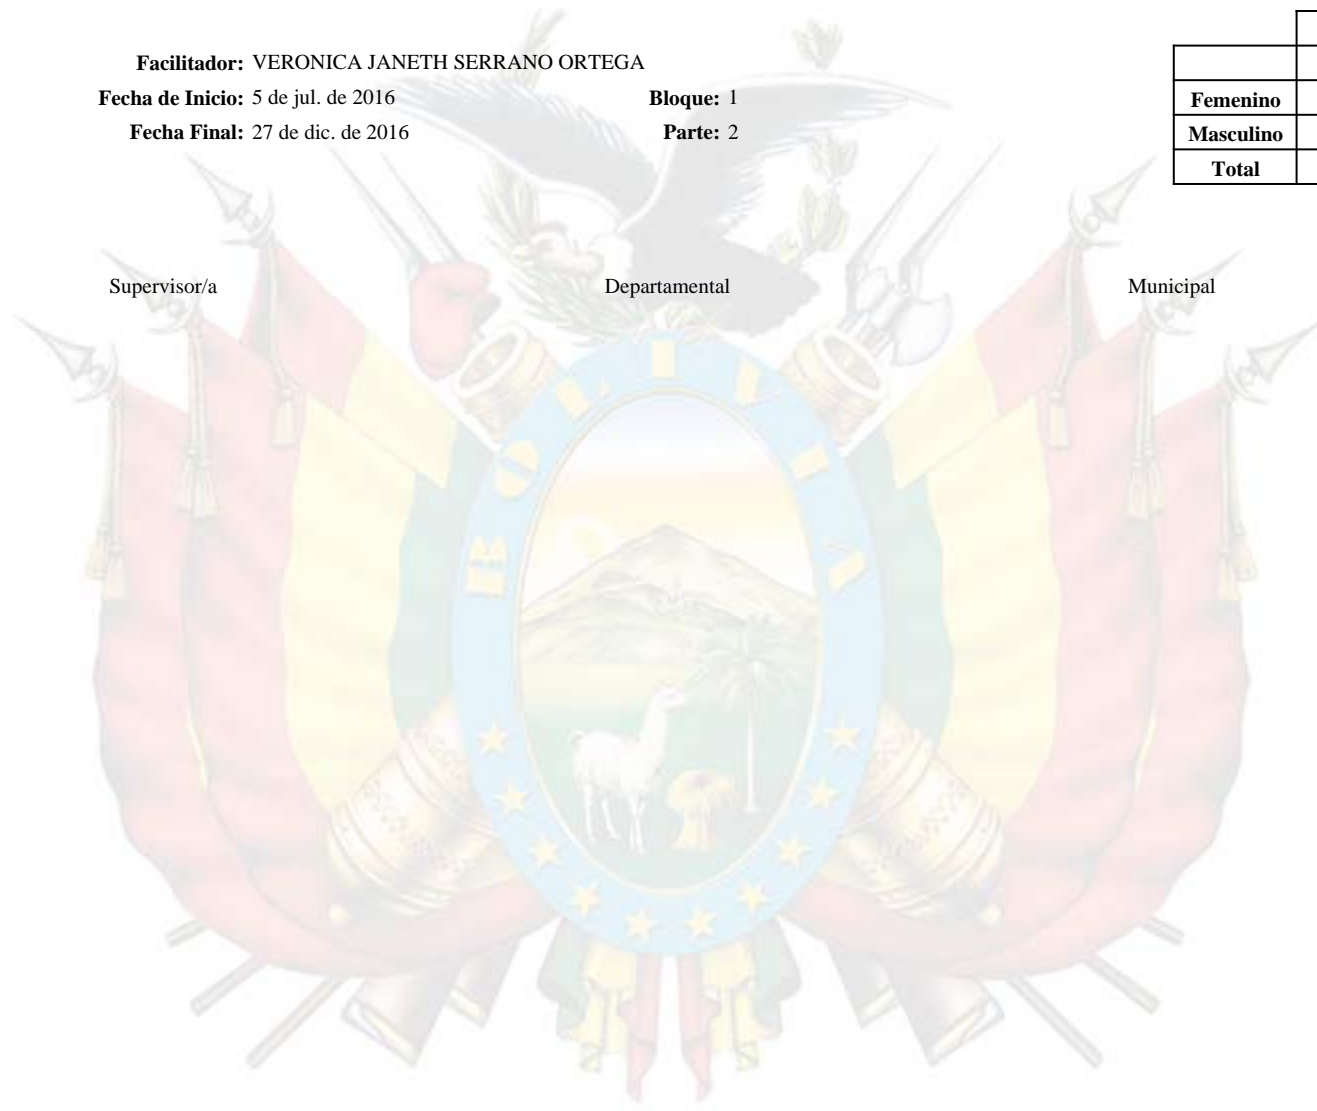 Facilitador: VERONICA JANETH SERRANO ORTEGA
Fecha de Inicio: 5 de jul. de 2016 Bloque: 1
Fecha Final: 27 de dic. de 2016 Parte: 2
Femenino
Masculino
Total
Supervisor/a Departamental Municipal
BOLIVIA